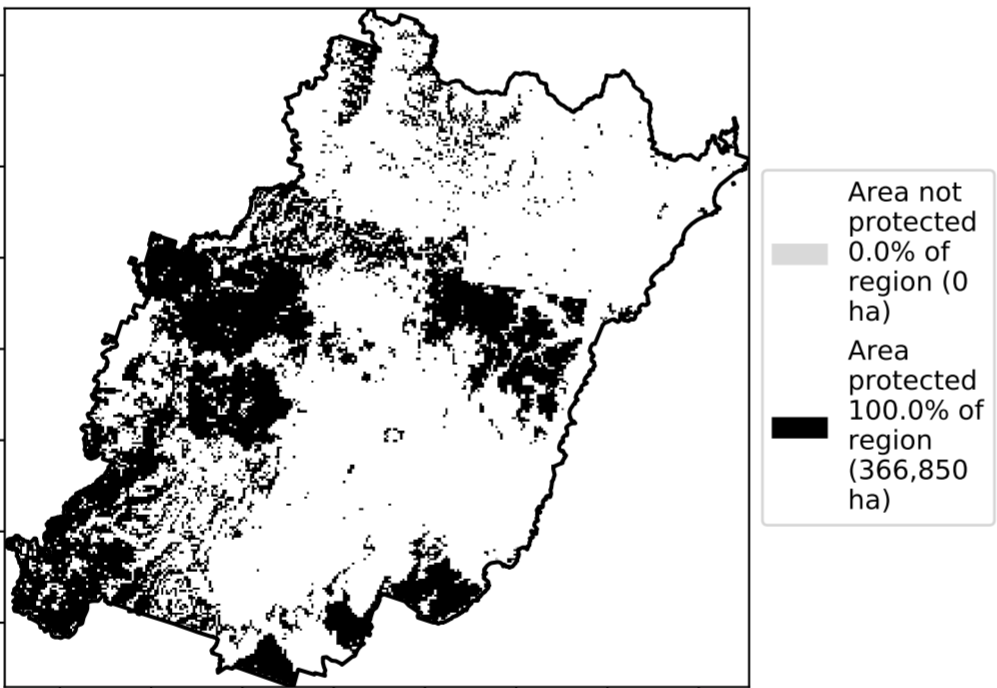 Area not
protected
0.0% of
region (0
ha)
Area
protected
100.0% of
region
(366,850
ha)